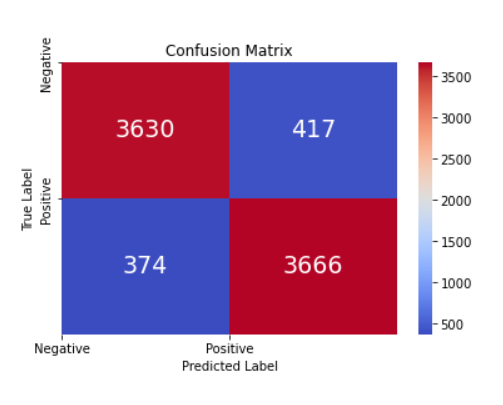 Confusion Matrix
Negative
3630 417
True Label
Positive
374 3666
Negative Positive
Predicted Label
3500
3000
2500
2000
1500
1000
500